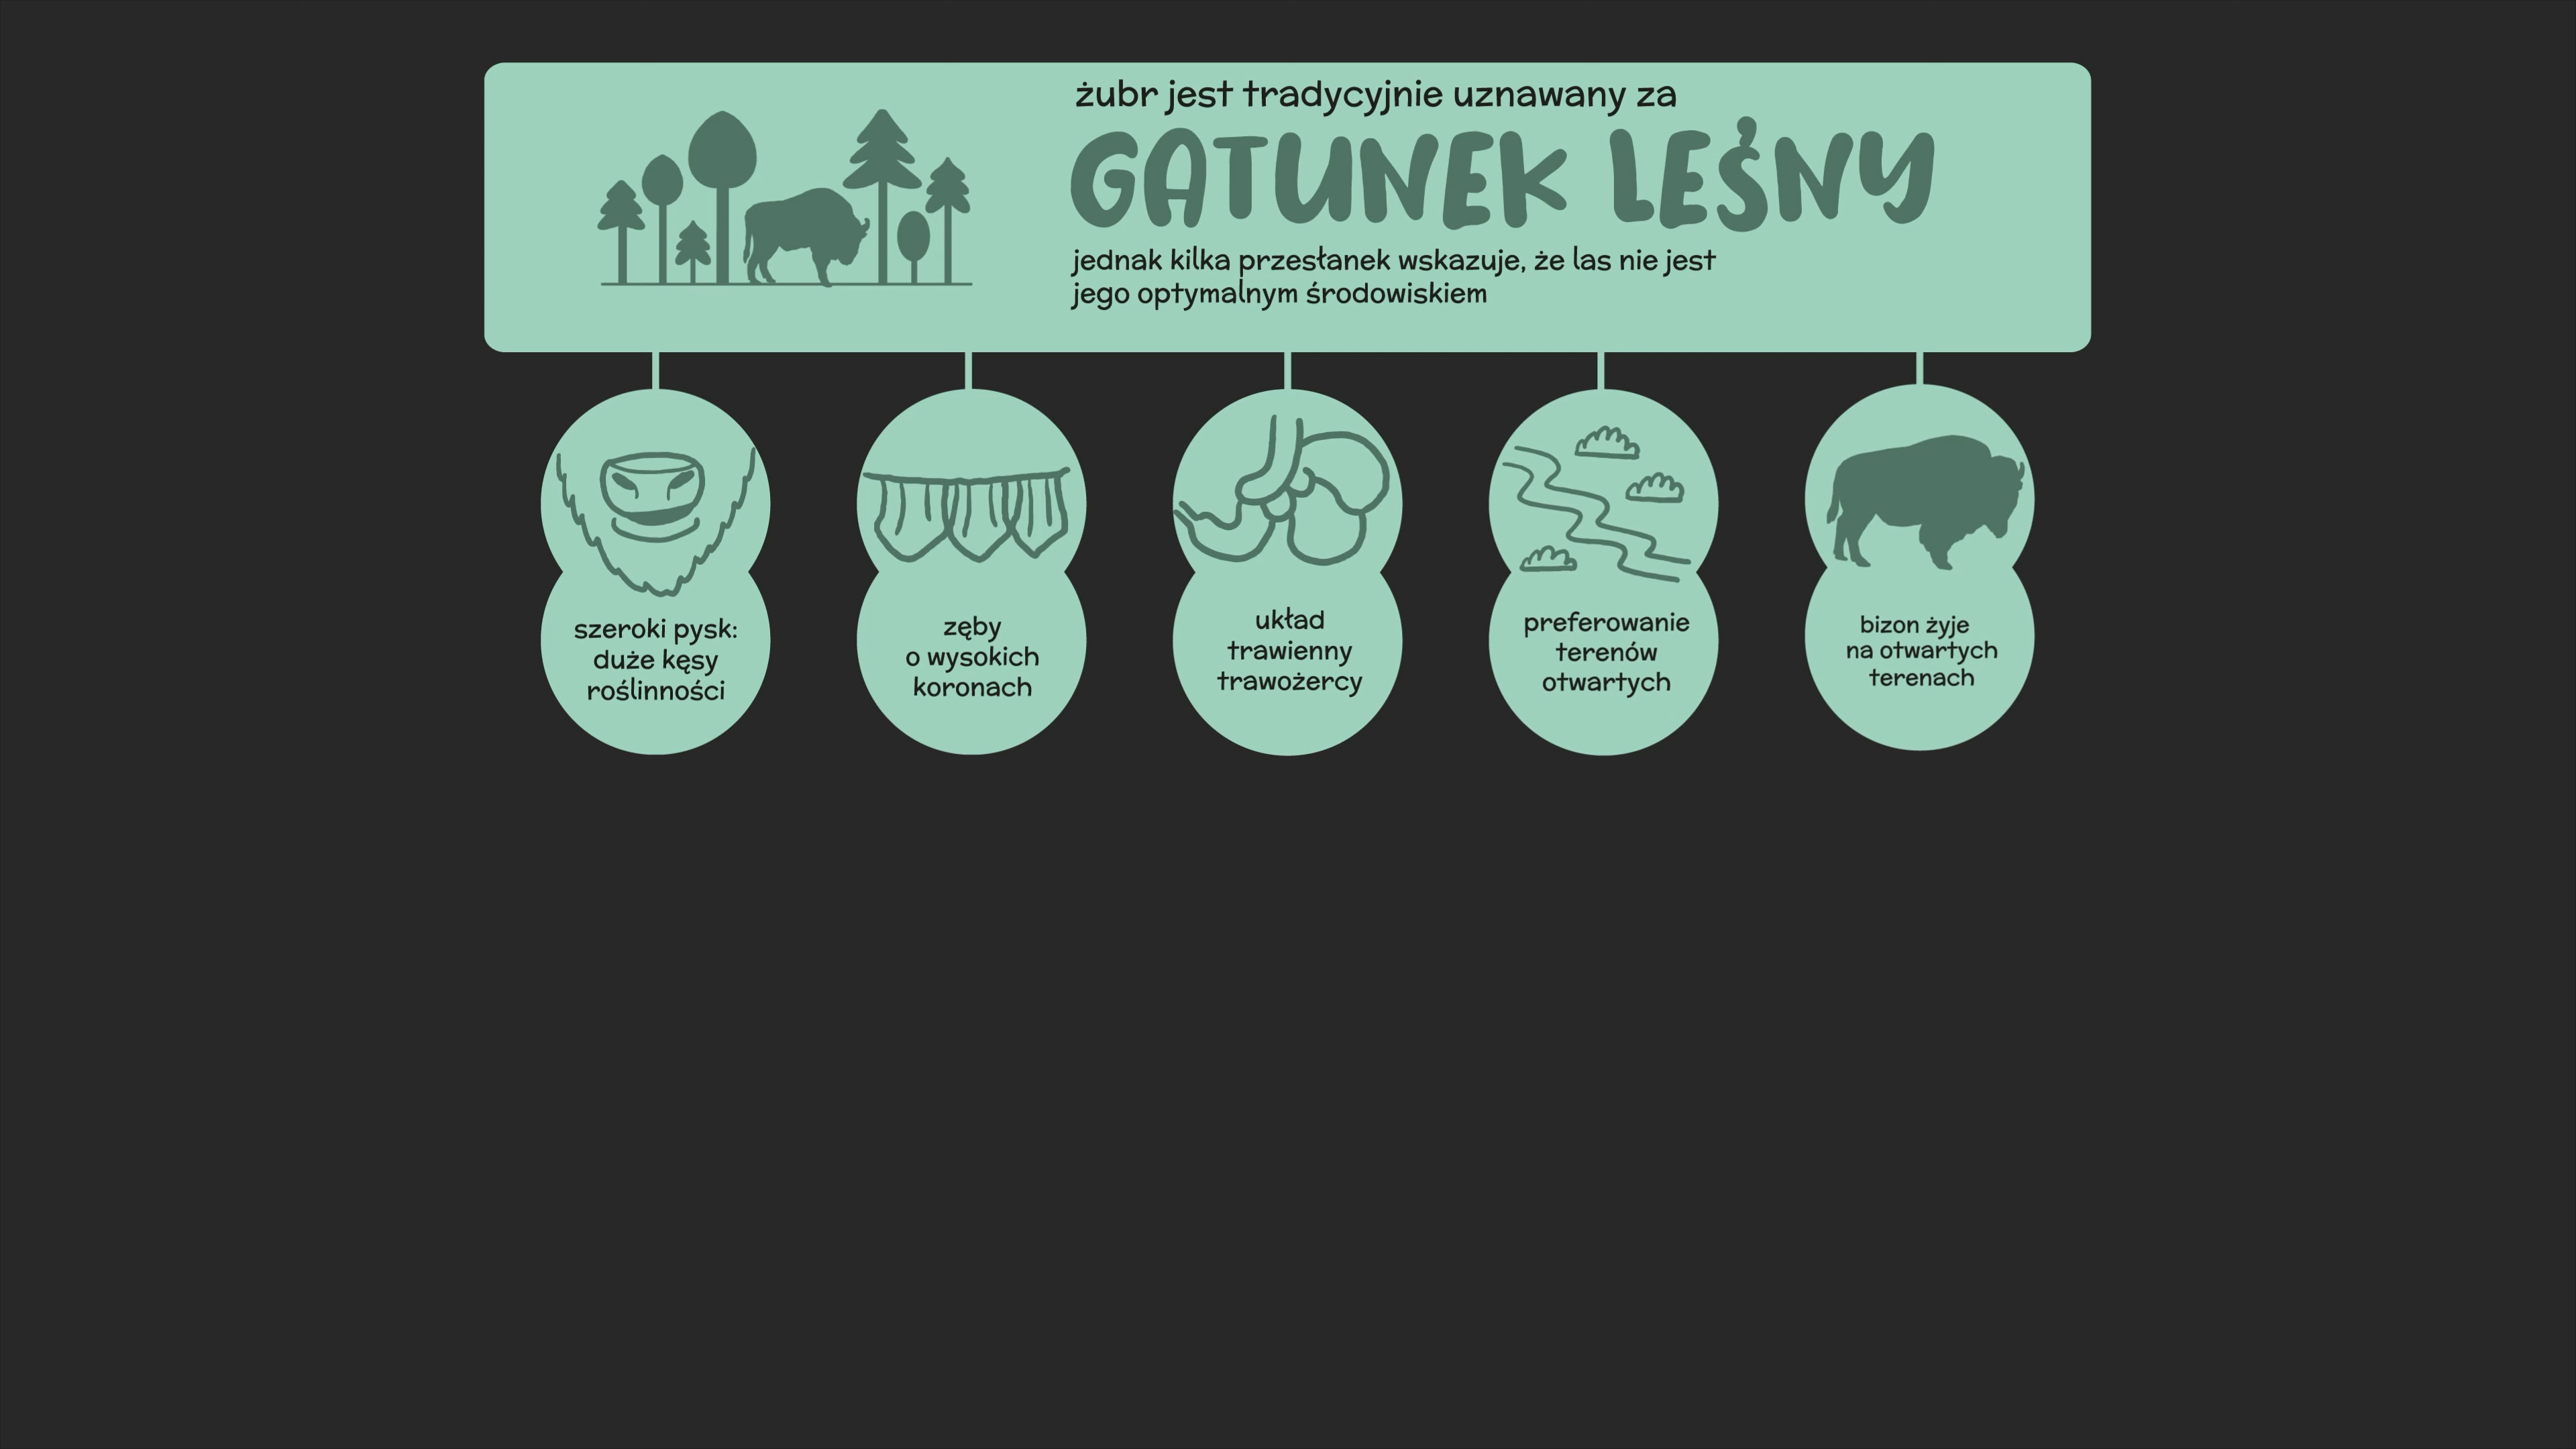 żubr jest tradycyjnie uznawany za
GATUNEK LEŚNY
jednak kilka przesłanek wskazuje, że las nie jest
jego optymalnym środowiskiem
szeroki pysk:
duże kęsy
roślinności
zęby
o wysokich
koronach
układ
trawienny
trawożercy
preferowanie
terenów
otwartych
bizon żyje
na otwartych
terenach